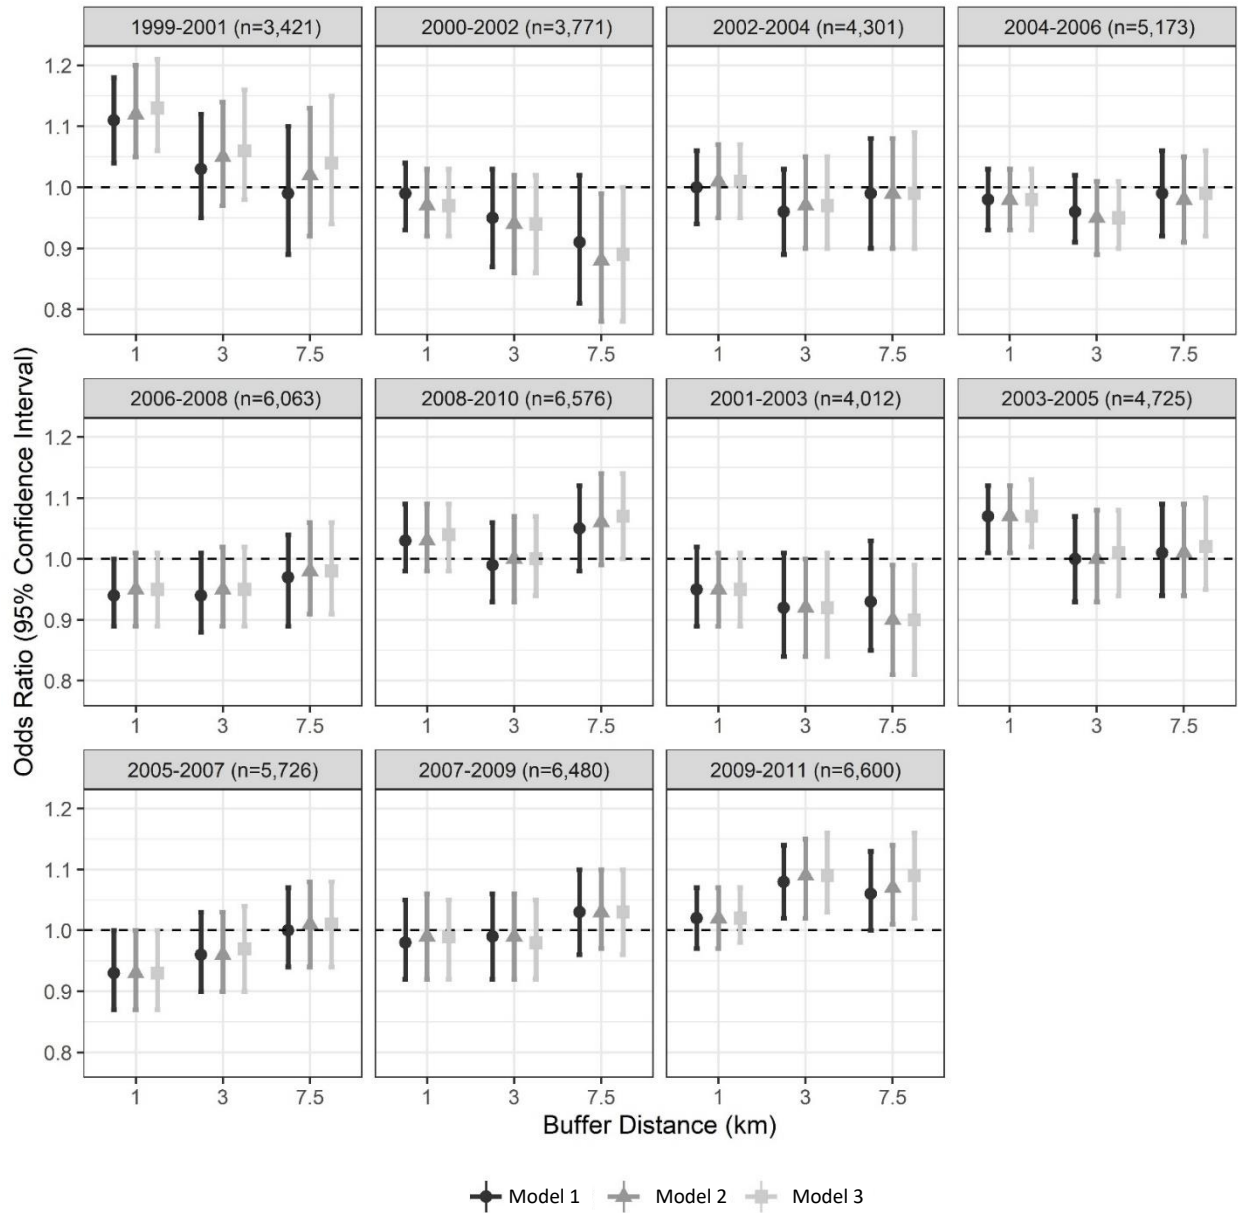 1999-2001 (n=3,421) 2000-2002 (n=3,771) 2002-2004 (n=4,301) 2004-2006 (n=5,173)
1.2
1.1
1.0
0.9
0.8
1 3 7.5 1 3 7.5 1 3 7.5 1 3 7.5
Odds Ratio (95% Confidence Interval)
2006-2008 (n=6,063) 2008-2010 (n=6,576) 2001-2003 (n=4,012) 2003-2005 (n=4,725)
1.2
1.1
1.0
0.9
0.8
1 3 7.5 1 3 7.5 1 3 7.5 1 3 7.5
2005-2007 (n=5,726) 2007-2009 (n=6,480) 2009-2011 (n=6,600)
1.2
1.1
1.0
0.9
0.8
1 3 7.5 1 3 7.5 1 3 7.5
Buffer Distance (km)
Model 1 Model 2 Model 3